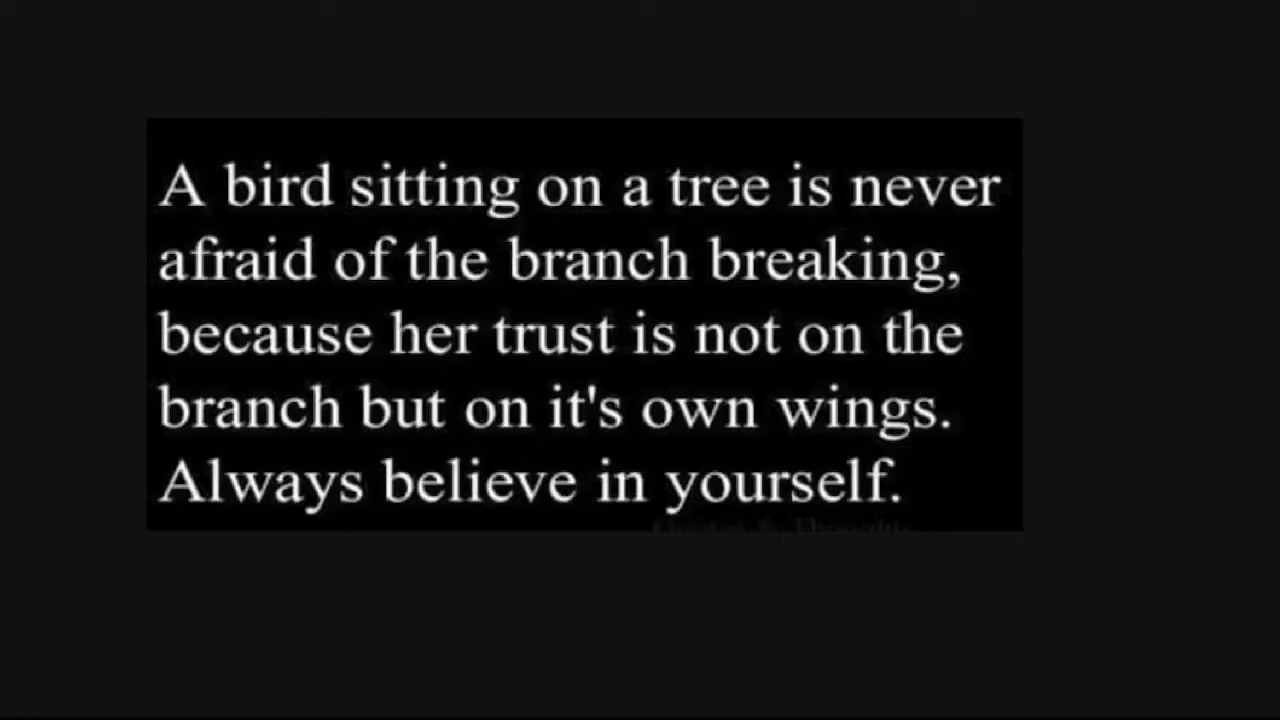 A bird sitting on a tree is never
afraid of the branch breaking,
because her trust is not on the
branch but on it's own wings.
Always believe in yourself.